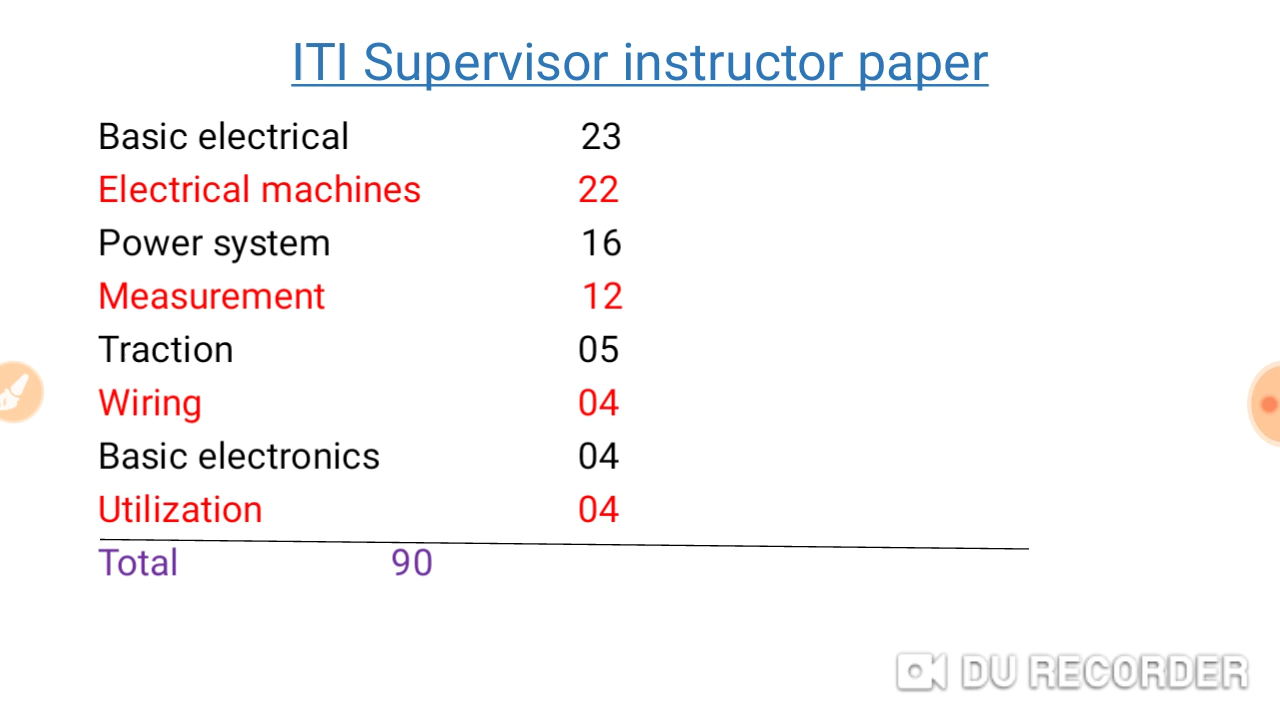 ITI Supervisor instructor paper
Basic electrical 23
Electrical machines 22
Power system 16
Measurement 12
Traction 05
Wiring 04
Basic electronics 04
Utilization 04
Total 90
DU RECORDER